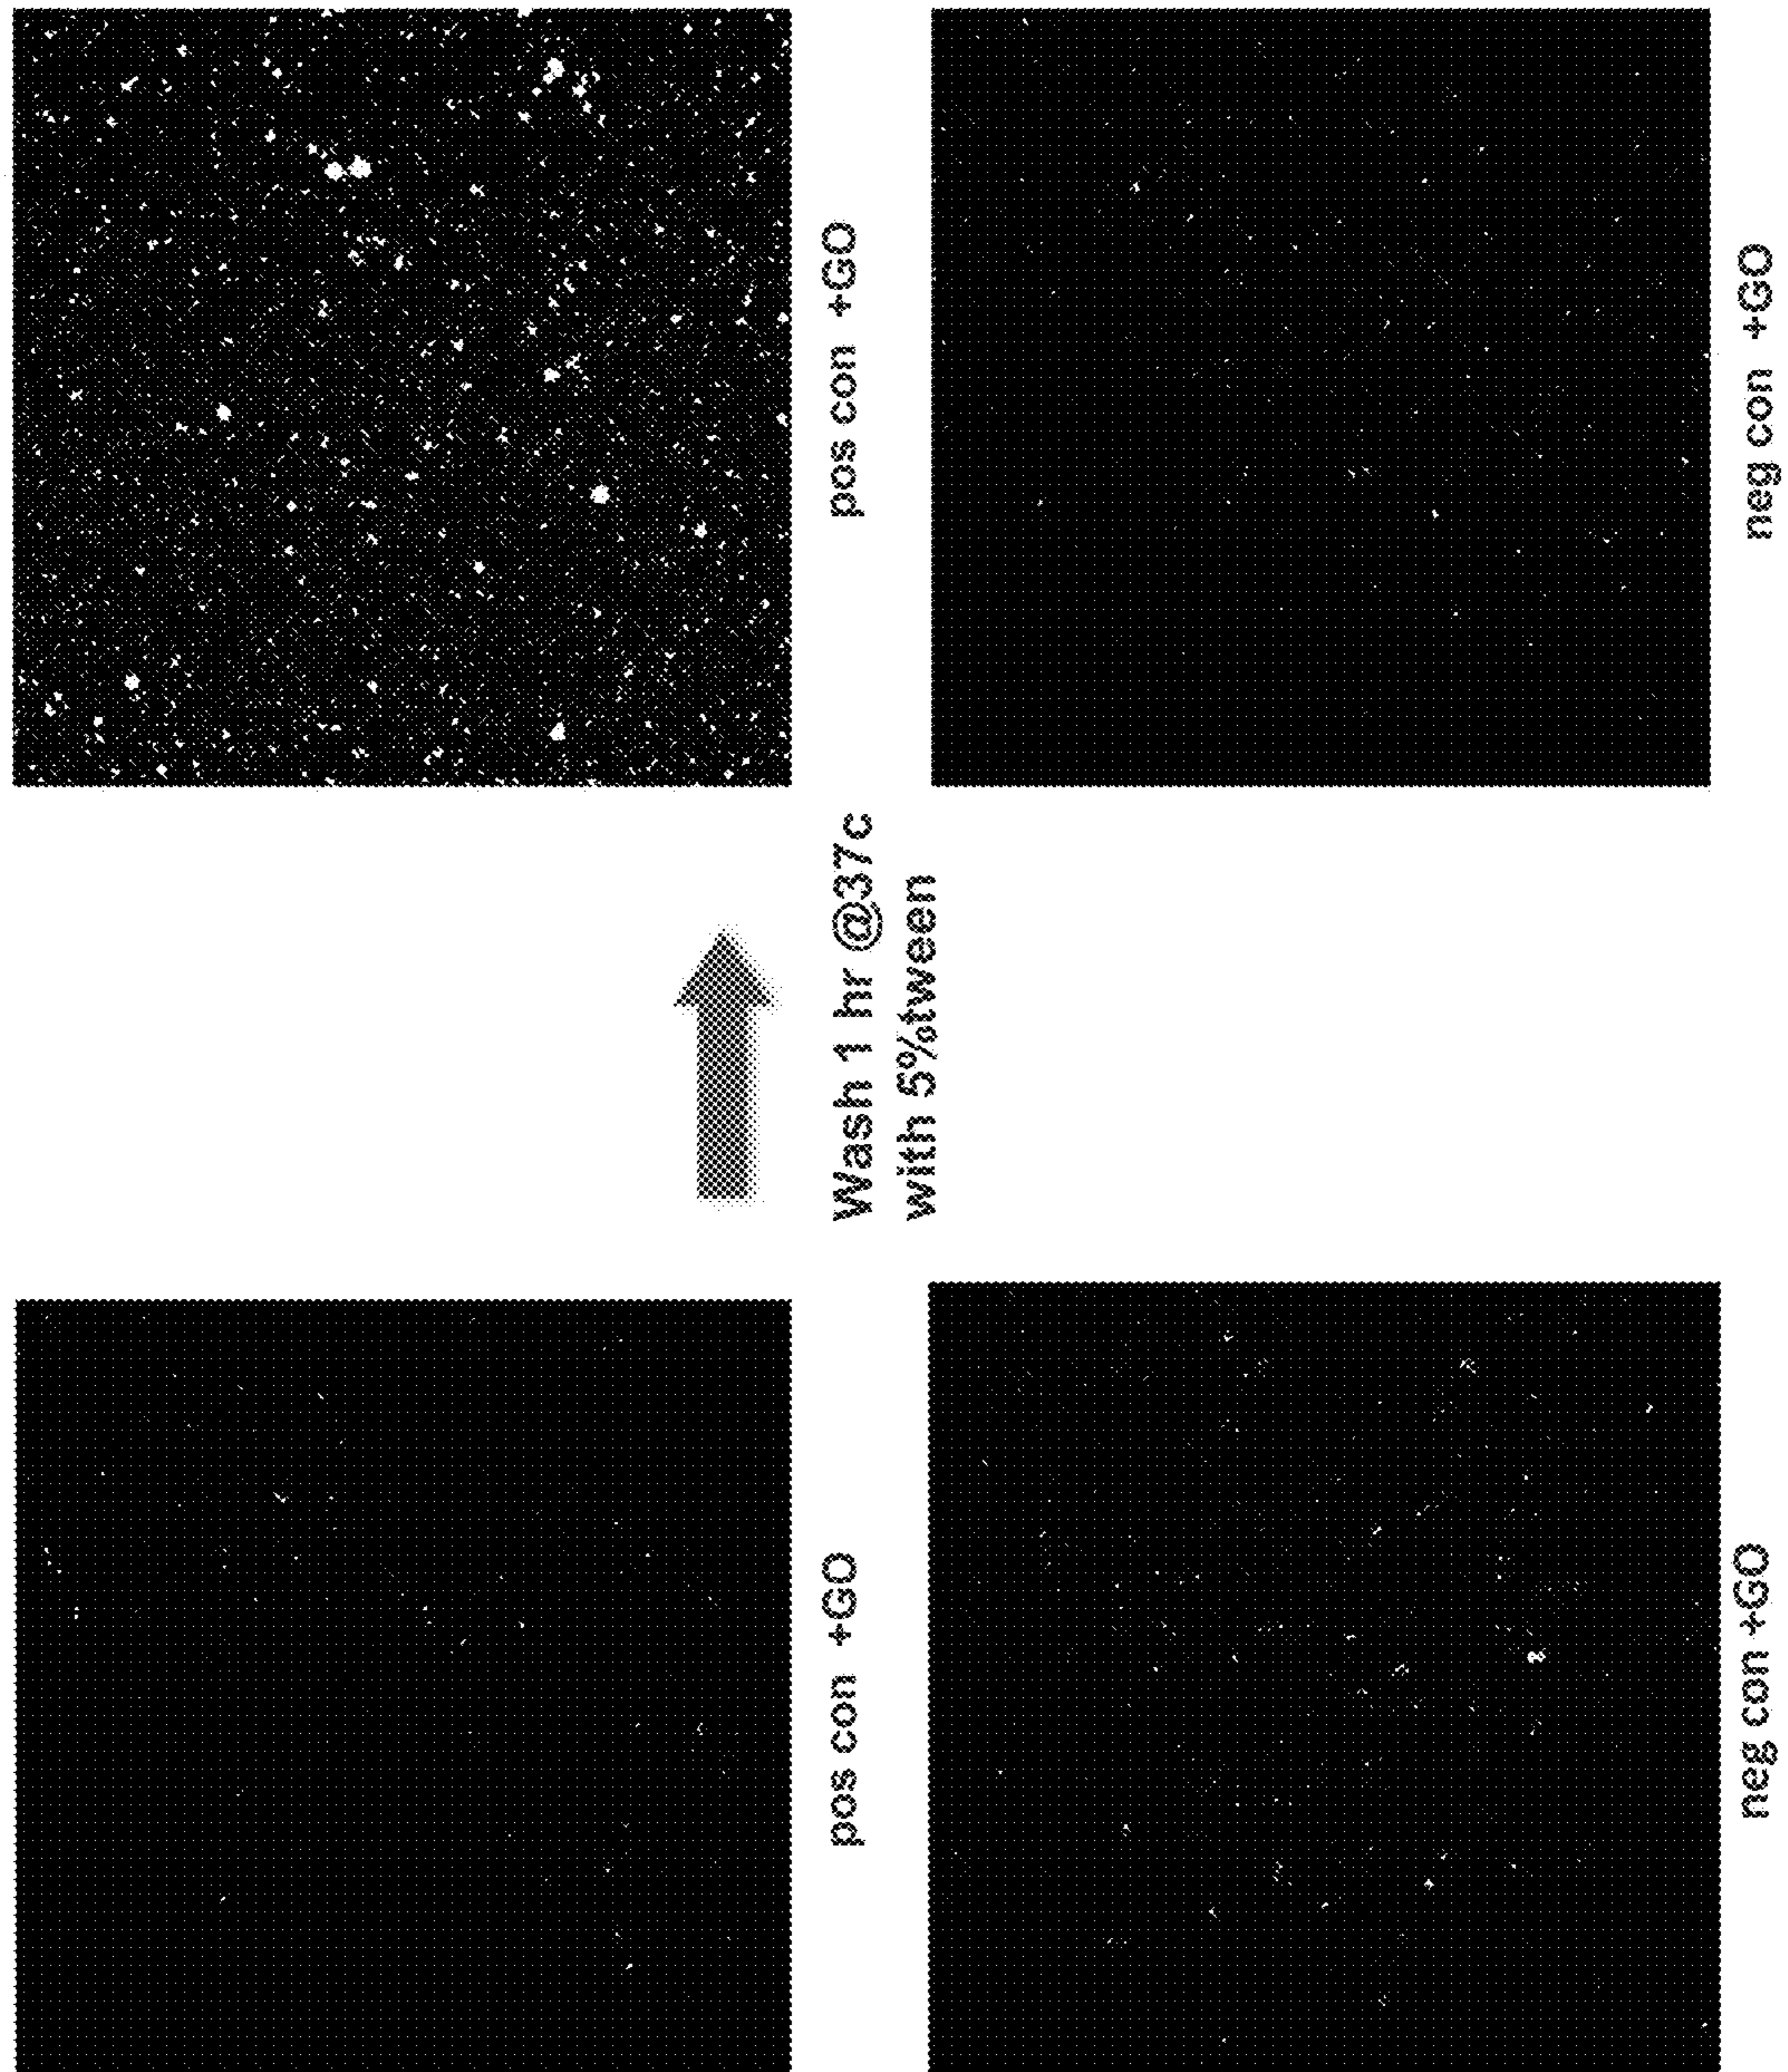 pos con +GO
Wash 1 hr @37c
with 5%tween
pos con +GO
neg con +GO
neg con +GO